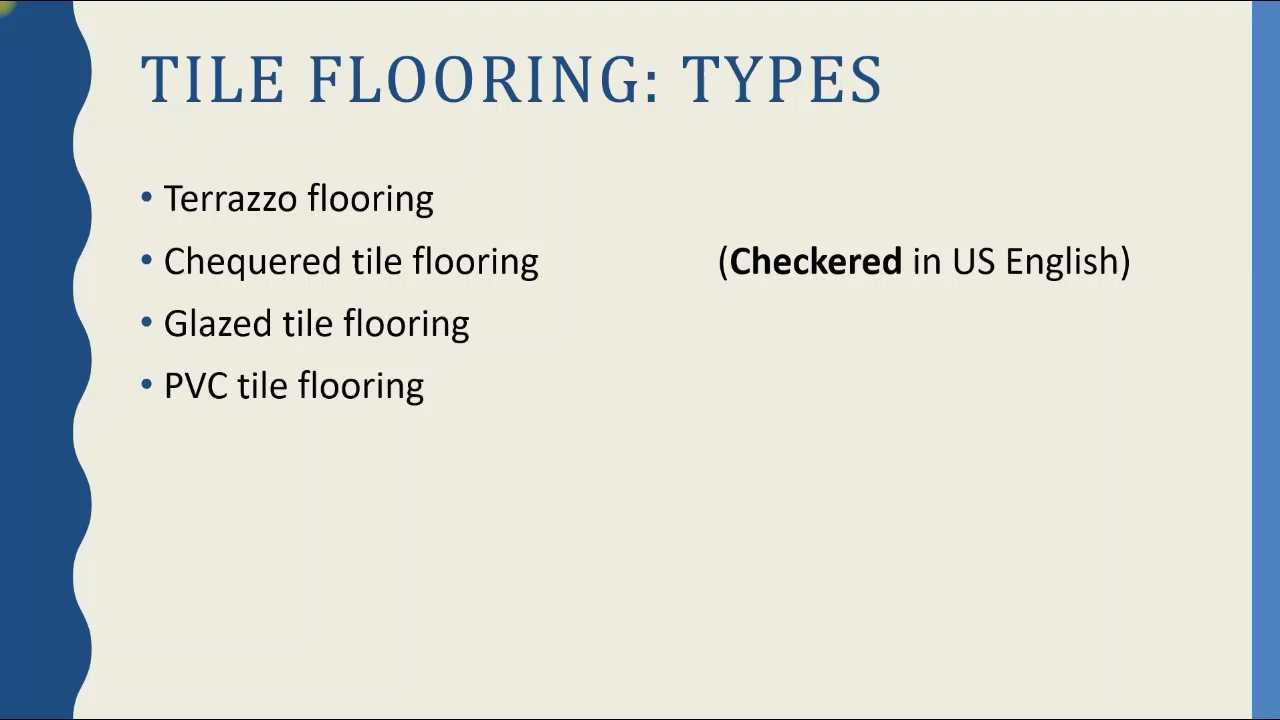 TILE FLOORING: TYPES
• Terrazzo flooring
• Chequered tile flooring (Checkered in US English)
• Glazed tile flooring
• PVC tile flooring